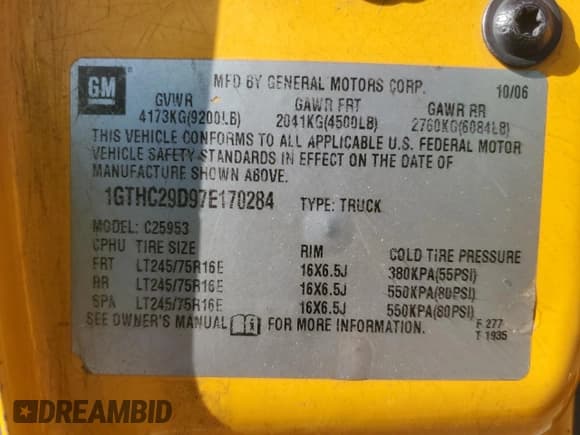 GM ® MFD BY GENERAL MOTORS CORP. 10/06
GVWR GAWR FRT GAWR RR
4173KG(9200LB) 2041KG(4500LB) 2760KG(6084LB)
THIS VEHICLE CONFORMS TO ALL APPLICABLE U.S. FEDERAL MOTOR
VEHICLE SAFETY STANDARDS IN EFFECT ON THE DATE OF
MANUFACTURE SHOWN ABOVE.
1GTHC29D97E170284 TYPE: TRUCK
MODEL: C25953
CPHU TIRE SIZE RIM COLD TIRE PRESSURE
FRT LT245/75R16E 16X6.5J 380KPA(55PSI)
RR LT245/75R16E 16X6.5J 550KPA(80PSI)
SPA LT245/75R16E 16X6.5J 550KPA(80PSI)
SEE OWNER'S MANUAL FOR MORE INFORMATION.
F 277
T 1935
DREAMBID